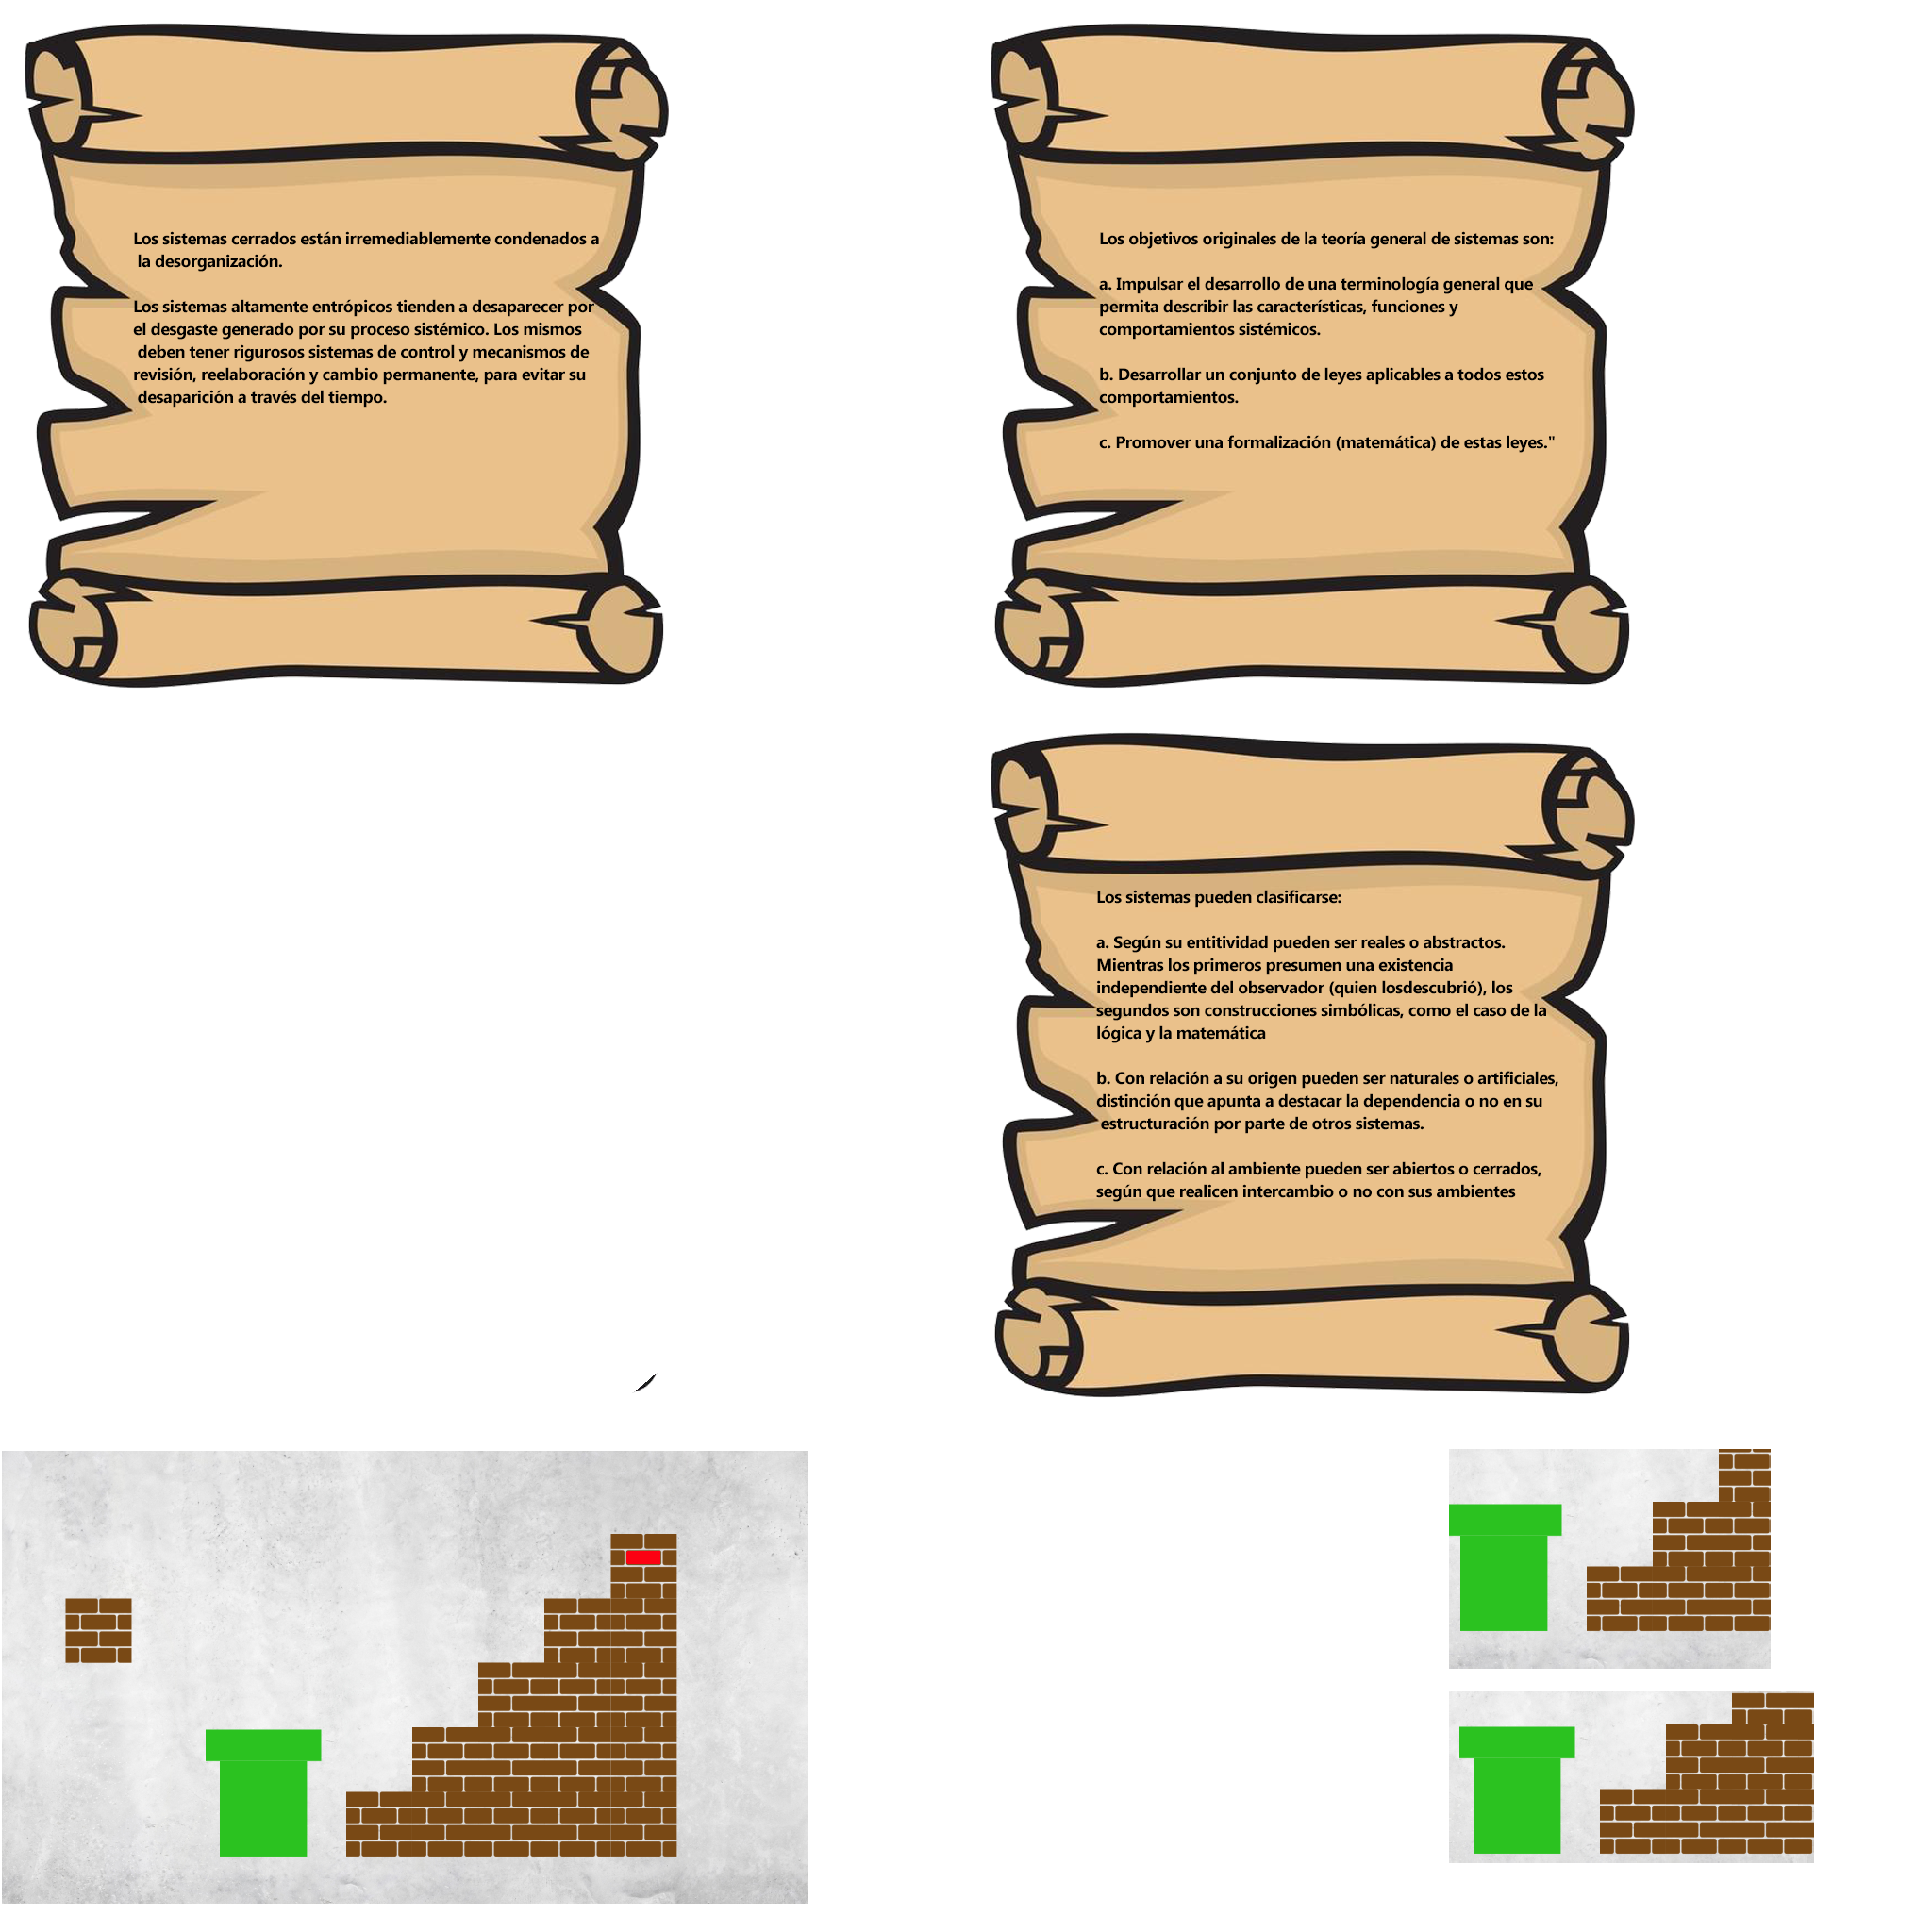 Los sistemas cerrados están irremediablemente condenados a
la desorganización.
Los sistemas altamente entrópicos tienden a desaparecer por
el desgaste generado por su proceso sistémico. Los mismos
deben tener rigurosos sistemas de control y mecanismos de
revisión, reelaboración y cambio permanente, para evitar su
desaparición a través del tiempo.
Los objetivos originales de la teoría general de sistemas son:
a. Impulsar el desarrollo de una terminología general que
permita describir las características, funciones y
comportamientos sistémicos.
b. Desarrollar un conjunto de leyes aplicables a todos estos
comportamientos.
c. Promover una formalización (matemática) de estas leyes."
Los sistemas pueden clasificarse:
a. Según su entitividad pueden ser reales o abstractos.
Mientras los primeros presumen una existencia
independiente del observador (quien losdescubrió), los
segundos son construcciones simbólicas, como el caso de la
lógica y la matemática
b. Con relación a su origen pueden ser naturales o artificiales,
distinción que apunta a destacar la dependencia o no en su
estructuración por parte de otros sistemas.
c. Con relación al ambiente pueden ser abiertos o cerrados,
según que realicen intercambio o no con sus ambientes